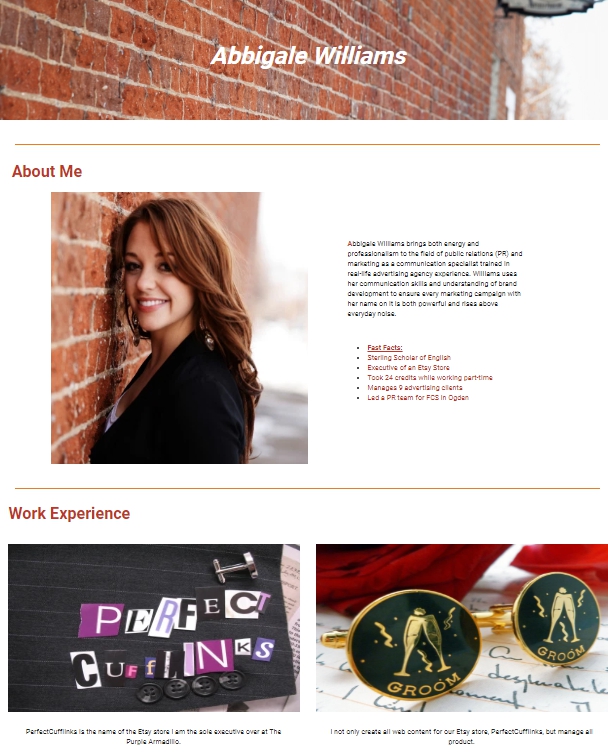 Abbigale Williams
About Me
Abbigale Williams brings both energy and
professionalism to the field of public relations (PR) and
marketing as a communication specialist trained in
real-life advertising agency experience. Williams uses
her communication skills and understanding of brand
development to ensure every marketing campaign with
her name on it is both powerful and rises above
everyday noise.
Fast Facts:
Sterling Scholar of English
Executive of an Etsy Store
Took 24 credits while working part-time
Manages 9 advertising clients
Led a PR team for FCS in Ogden
Work Experience
PERFECT
CUFFLINKS
GROOM
GROOM
PerfectCufflinks is the name of the Etsy store I am the sole executive over at The
Purple Armadillo.
I not only create all web content for our Etsy store, PerfectCufflinks, but manage all
product.